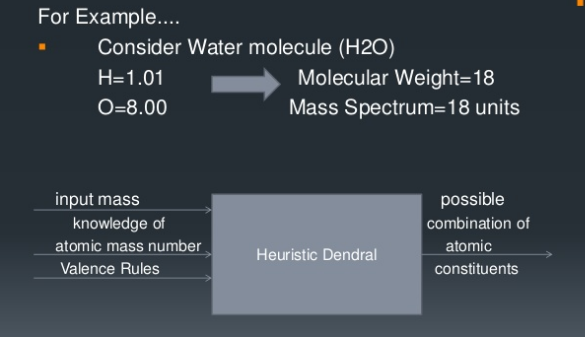 For Example....
Consider Water molecule (H2O)
H=1.01 Molecular Weight=18
O=8.00 Mass Spectrum=18 units
input mass
knowledge of
atomic mass number
Valence Rules
Heuristic Dendral
possible
combination of
atomic
constituents